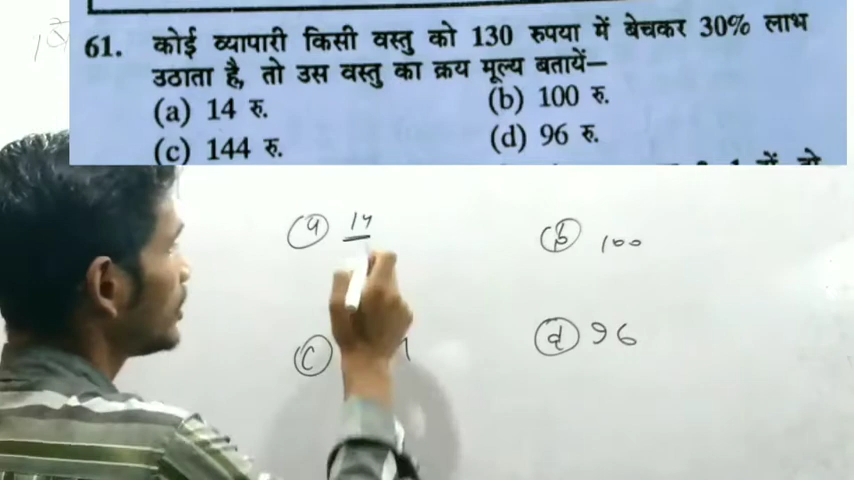 61. कोई व्यापारी किसी वस्तु को 130 रुपया में बेचकर 30% लाभ
उठाता है, तो उस वस्तु का क्रय मूल्य बतायें—
(a) 14 रु. (b) 100 रु.
(c) 144 रु. (d) 96 रु.
(a) 14 (b) 100
(c) (d) 96